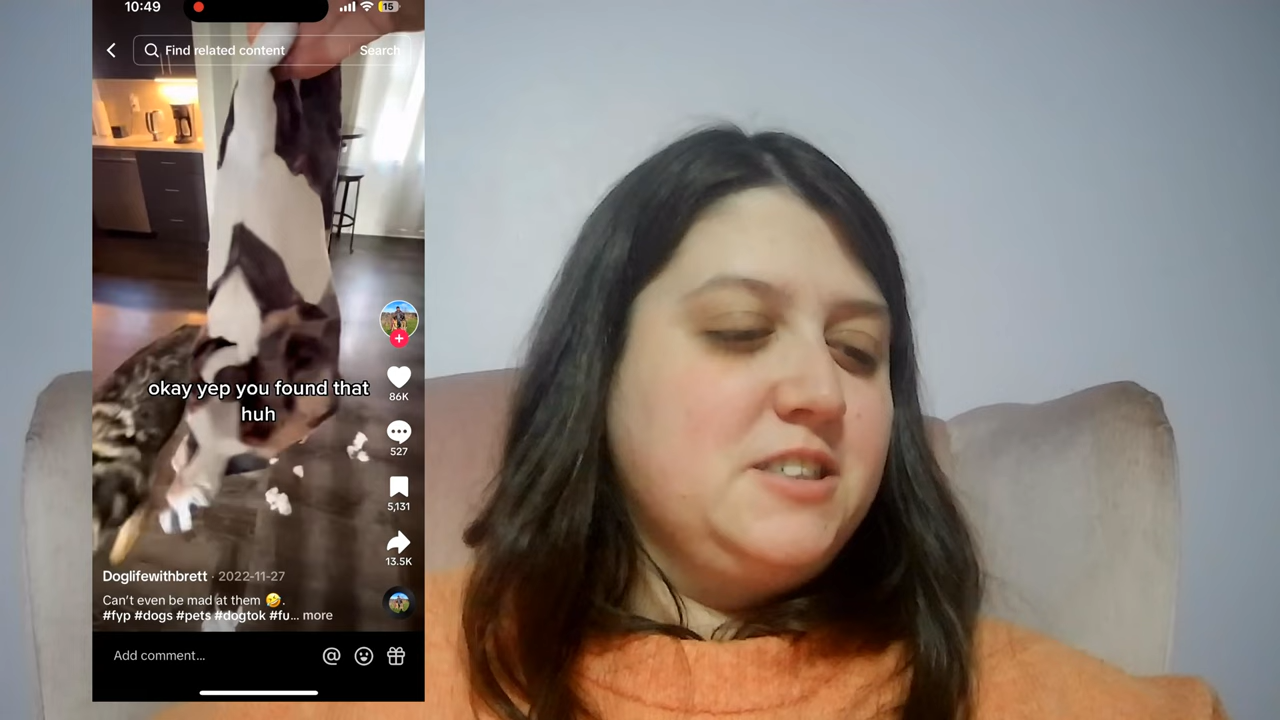 10:49
15
Find related content
Search
okay yep you found that
huh
86K
527
5,131
13.5K
Doglifewithbrett · 2022-11-27
Can't even be mad at them 🤣.
#fyp #dogs #pets #dogtok #fu... more
Add comment...